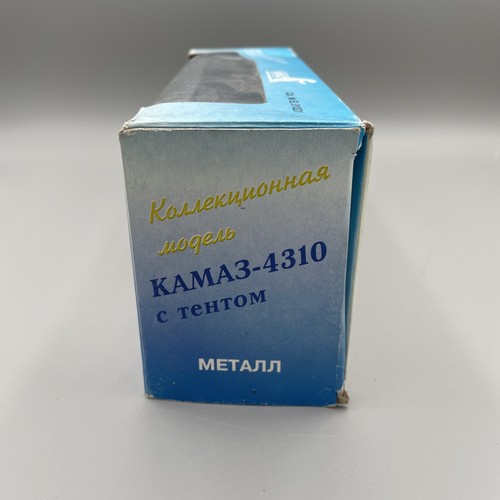 Коллекционная
модель
КАМАЗ-4310
с тентом
МЕТАЛЛ